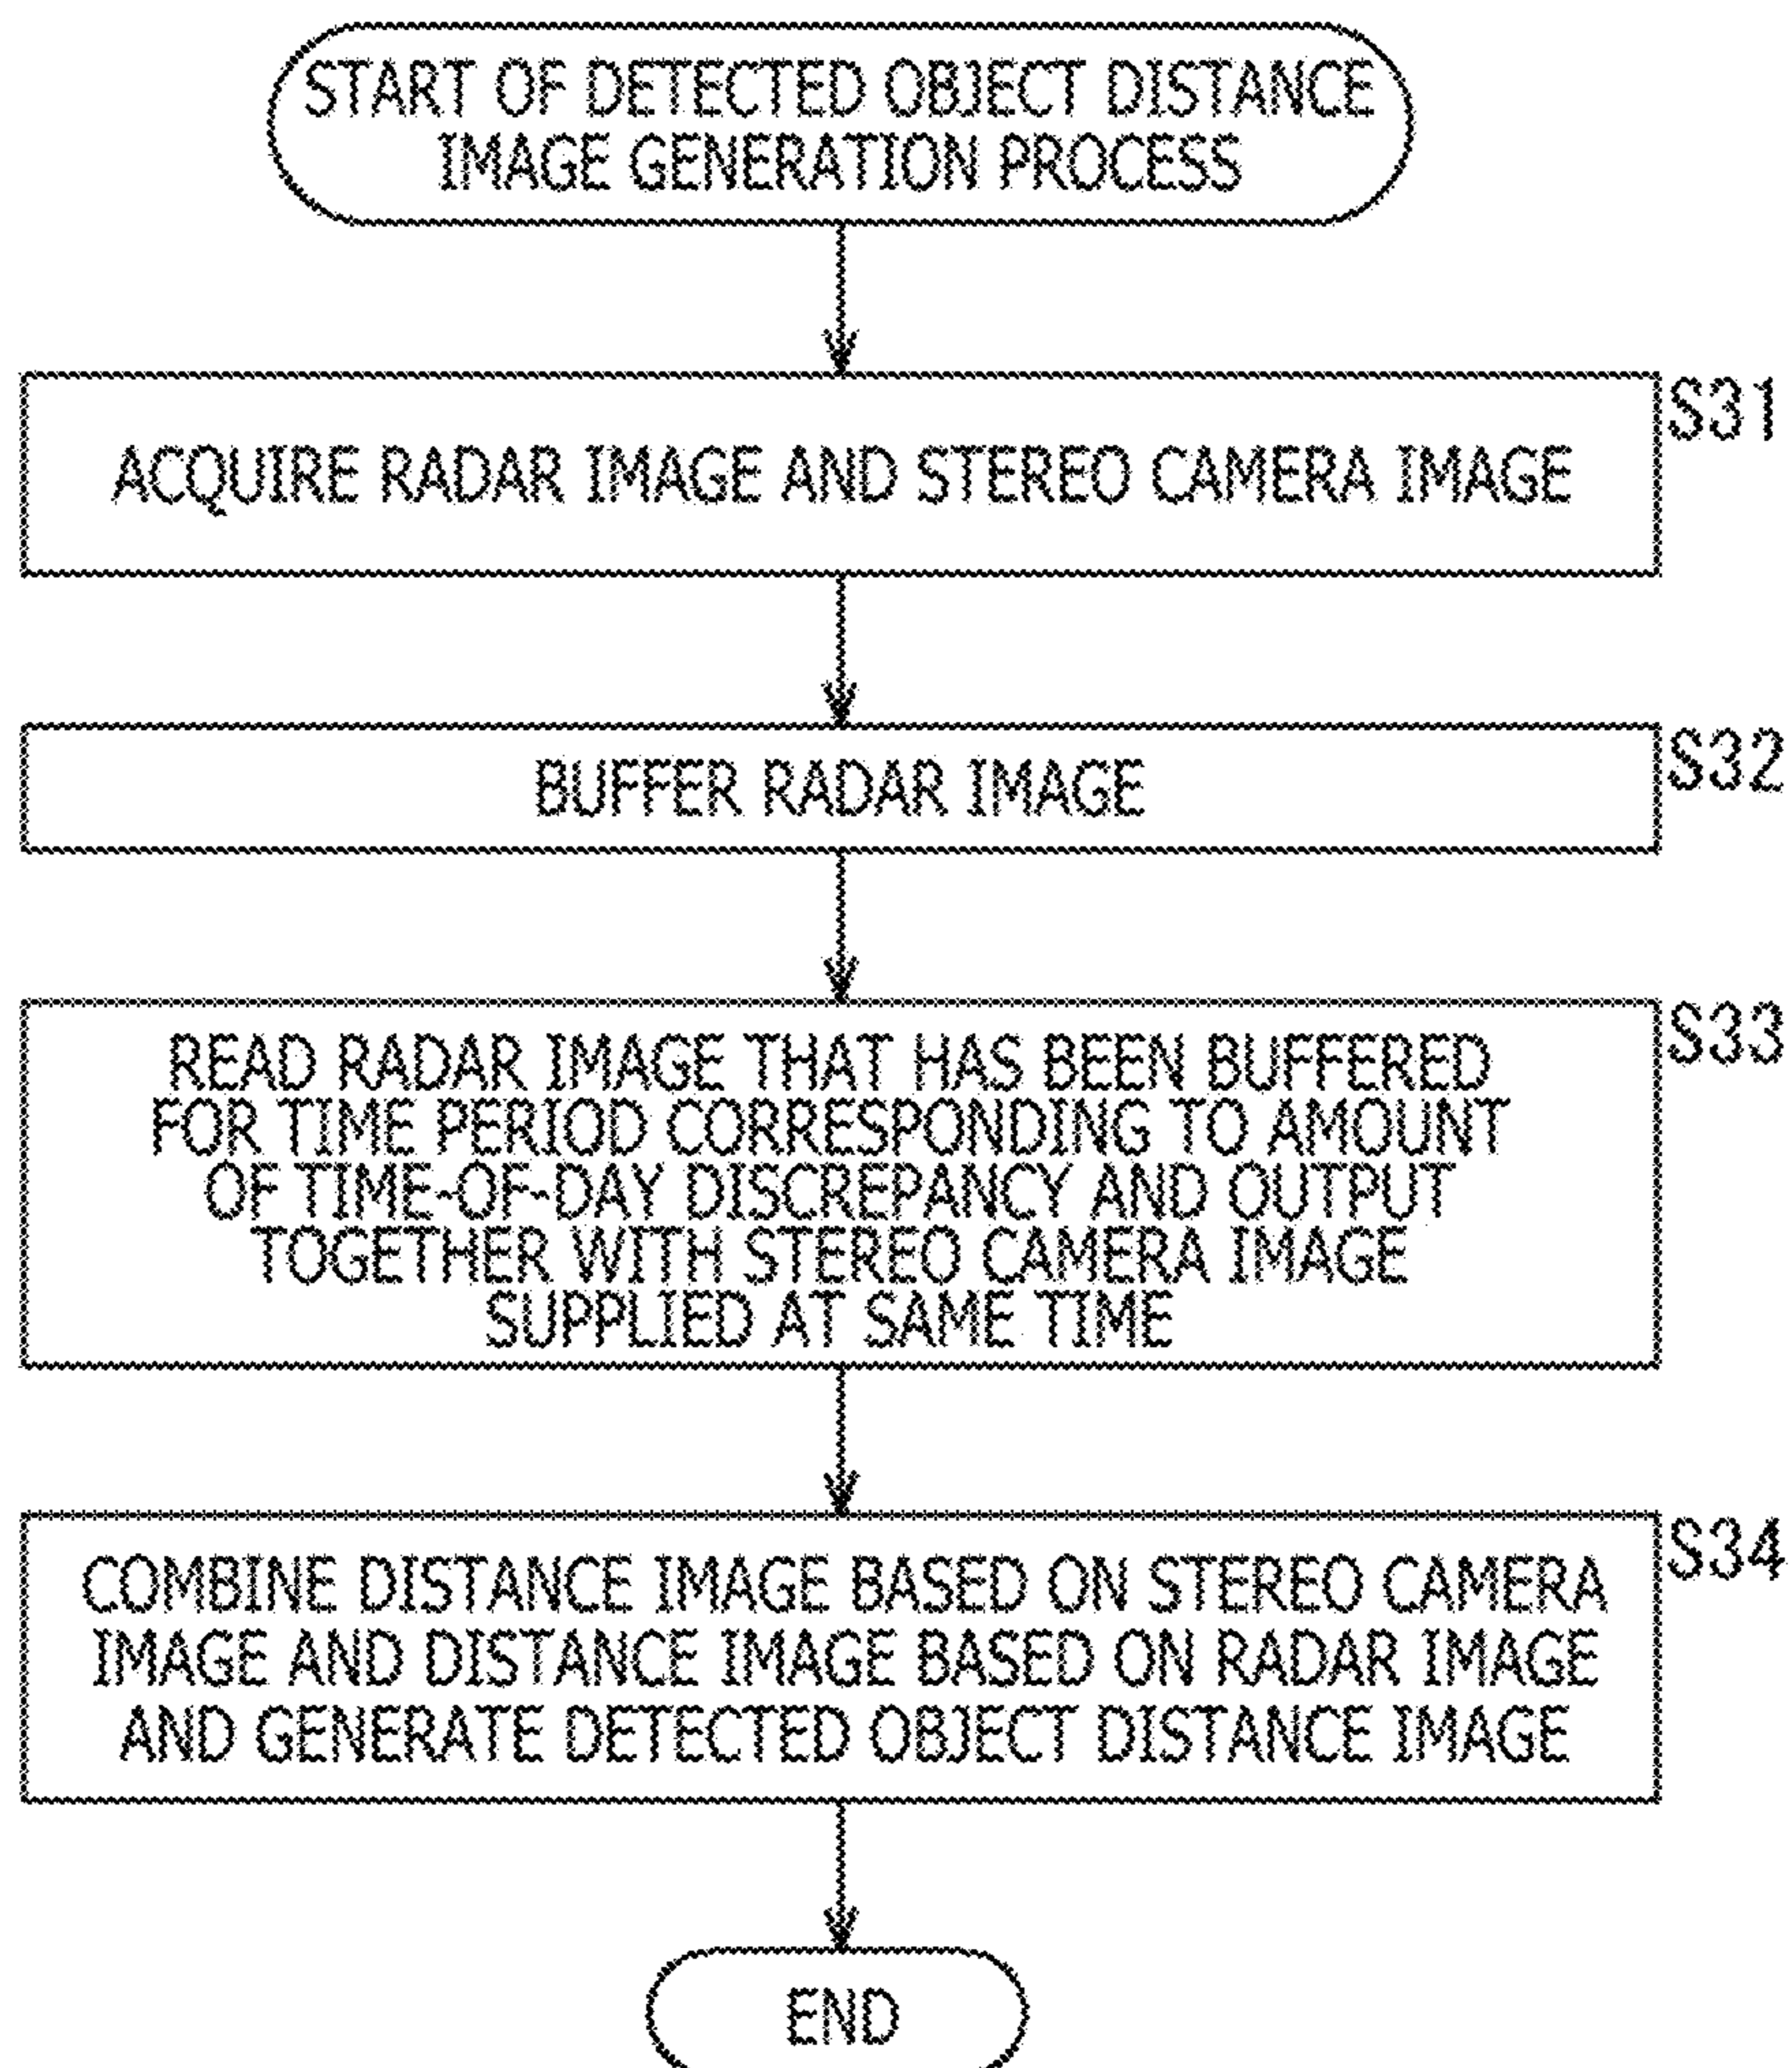 START OF DETECTED OBJECT DISTANCE
IMAGE GENERATION PROCESS
S31
ACQUIRE RADAR IMAGE AND STEREO CAMERA IMAGE
S32
BUFFER RADAR IMAGE
S33
READ RADAR IMAGE THAT HAS BEEN BUFFERED
FOR TIME PERIOD CORRESPONDING TO AMOUNT
OF TIME-OF-DAY DISCREPANCY AND OUTPUT
TOGETHER WITH STEREO CAMERA IMAGE
SUPPLIED AT SAME TIME
S34
COMBINE DISTANCE IMAGE BASED ON STEREO CAMERA
IMAGE AND DISTANCE IMAGE BASED ON RADAR IMAGE
AND GENERATE DETECTED OBJECT DISTANCE IMAGE
END